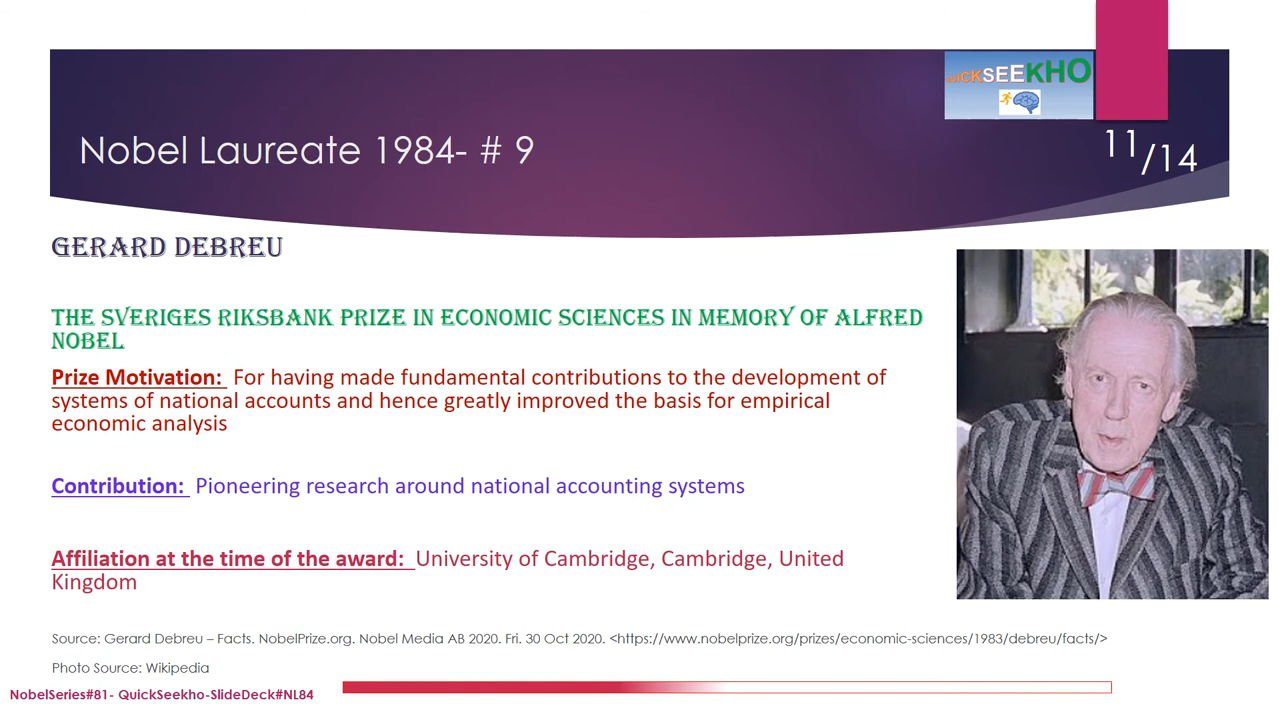 QUICKSEEKHO
Nobel Laureate 1984- # 9
11/14
GERARD DEBREU
THE SVERIGES RIKSBANK PRIZE IN ECONOMIC SCIENCES IN MEMORY OF ALFRED
NOBEL
Prize Motivation: For having made fundamental contributions to the development of
systems of national accounts and hence greatly improved the basis for empirical
economic analysis
Contribution: Pioneering research around national accounting systems
Affiliation at the time of the award: University of Cambridge, Cambridge, United
Kingdom
Source: Gerard Debreu – Facts. NobelPrize.org. Nobel Media AB 2020. Fri. 30 Oct 2020. <https://www.nobelprize.org/prizes/economic-sciences/1983/debreu/facts/>
Photo Source: Wikipedia
NobelSeries#81- QuickSeekho-SlideDeck#NL84